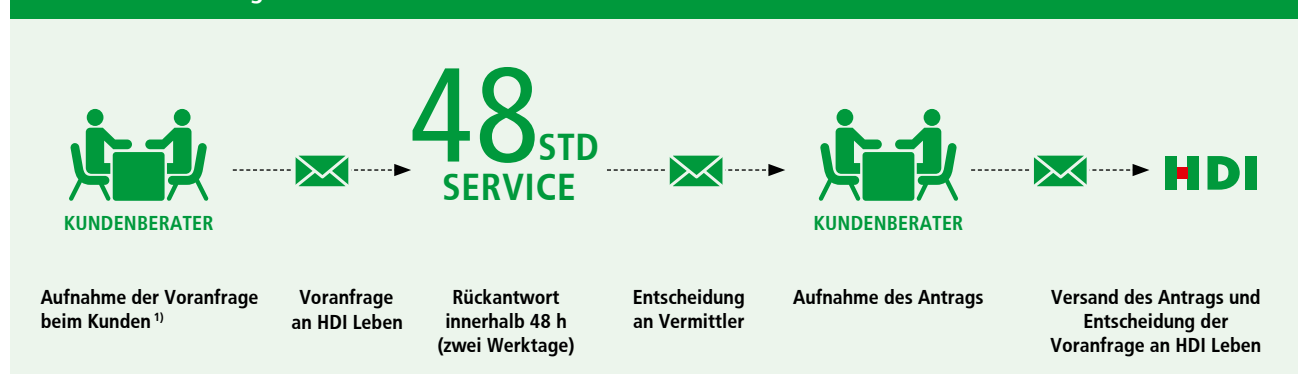 48 STD
SERVICE
KUNDENBERATER
KUNDENBERATER
HDI
Aufnahme der Voranfrage
beim Kunden 1)
Voranfrage
an HDI Leben
Rückantwort
innerhalb 48 h
(zwei Werktage)
Entscheidung
an Vermittler
Aufnahme des Antrags
Versand des Antrags und
Entscheidung der
Voranfrage an HDI Leben